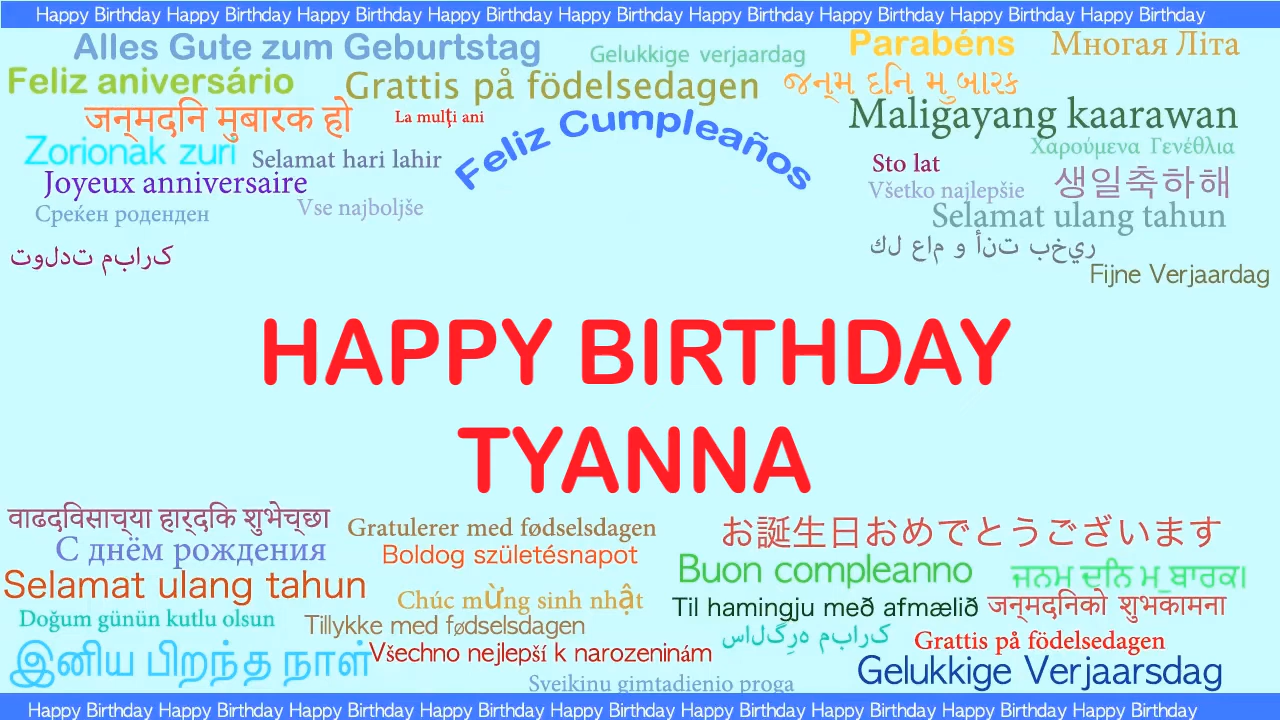 Happy Birthday Happy Birthday Happy Birthday Happy Birthday Happy Birthday Happy Birthday Happy Birthday Happy Birthday Happy Birthday
Alles Gute zum Geburtstag
Gelukkige verjaardag
Parabéns
Многая Літа
Feliz aniversário
Grattis på födelsedagen
જન્મ દનિ મુબારક
जन्मदनि मुबारक हो
La mulţi ani
Feliz Cumpleaños
Maligayang kaarawan
Zorionak zuri
Selamat hari lahir
Χαρούμενα Γενέθλια
Sto lat
Joyeux anniversaire
Všetko najlepšie
생일축하해
Среќен роденден
Vse najboljše
Selamat ulang tahun
تولدت مبارک
كل عام و أنت بخير
Fijne Verjaardag
HAPPY BIRTHDAY
TYANNA
वाढदविसाच्या हार्दकि शुभेच्छा
Gratulerer med fødselsdagen
お誕生日おめでとうございます
С днём рождения
Boldog születésnapot
Buon compleanno
ਜਨਮ ਦਨਿ ਮੁਬਾਰਕ।
Selamat ulang tahun
Chúc mừng sinh nhật
Til hamingju með afmælið
जन्मदनिको शुभकामना
Doğum günün kutlu olsun
Tillykke med fødselsdagen
سالگرہ مبارک
Grattis på födelsedagen
இனிய பிறந்த நாள்
Všechno nejlepší k narozeninám
Gelukkige Verjaarsdag
Sveikinu gimtadienio proga
Happy Birthday Happy Birthday Happy Birthday Happy Birthday Happy Birthday Happy Birthday Happy Birthday Happy Birthday Happy Birthday